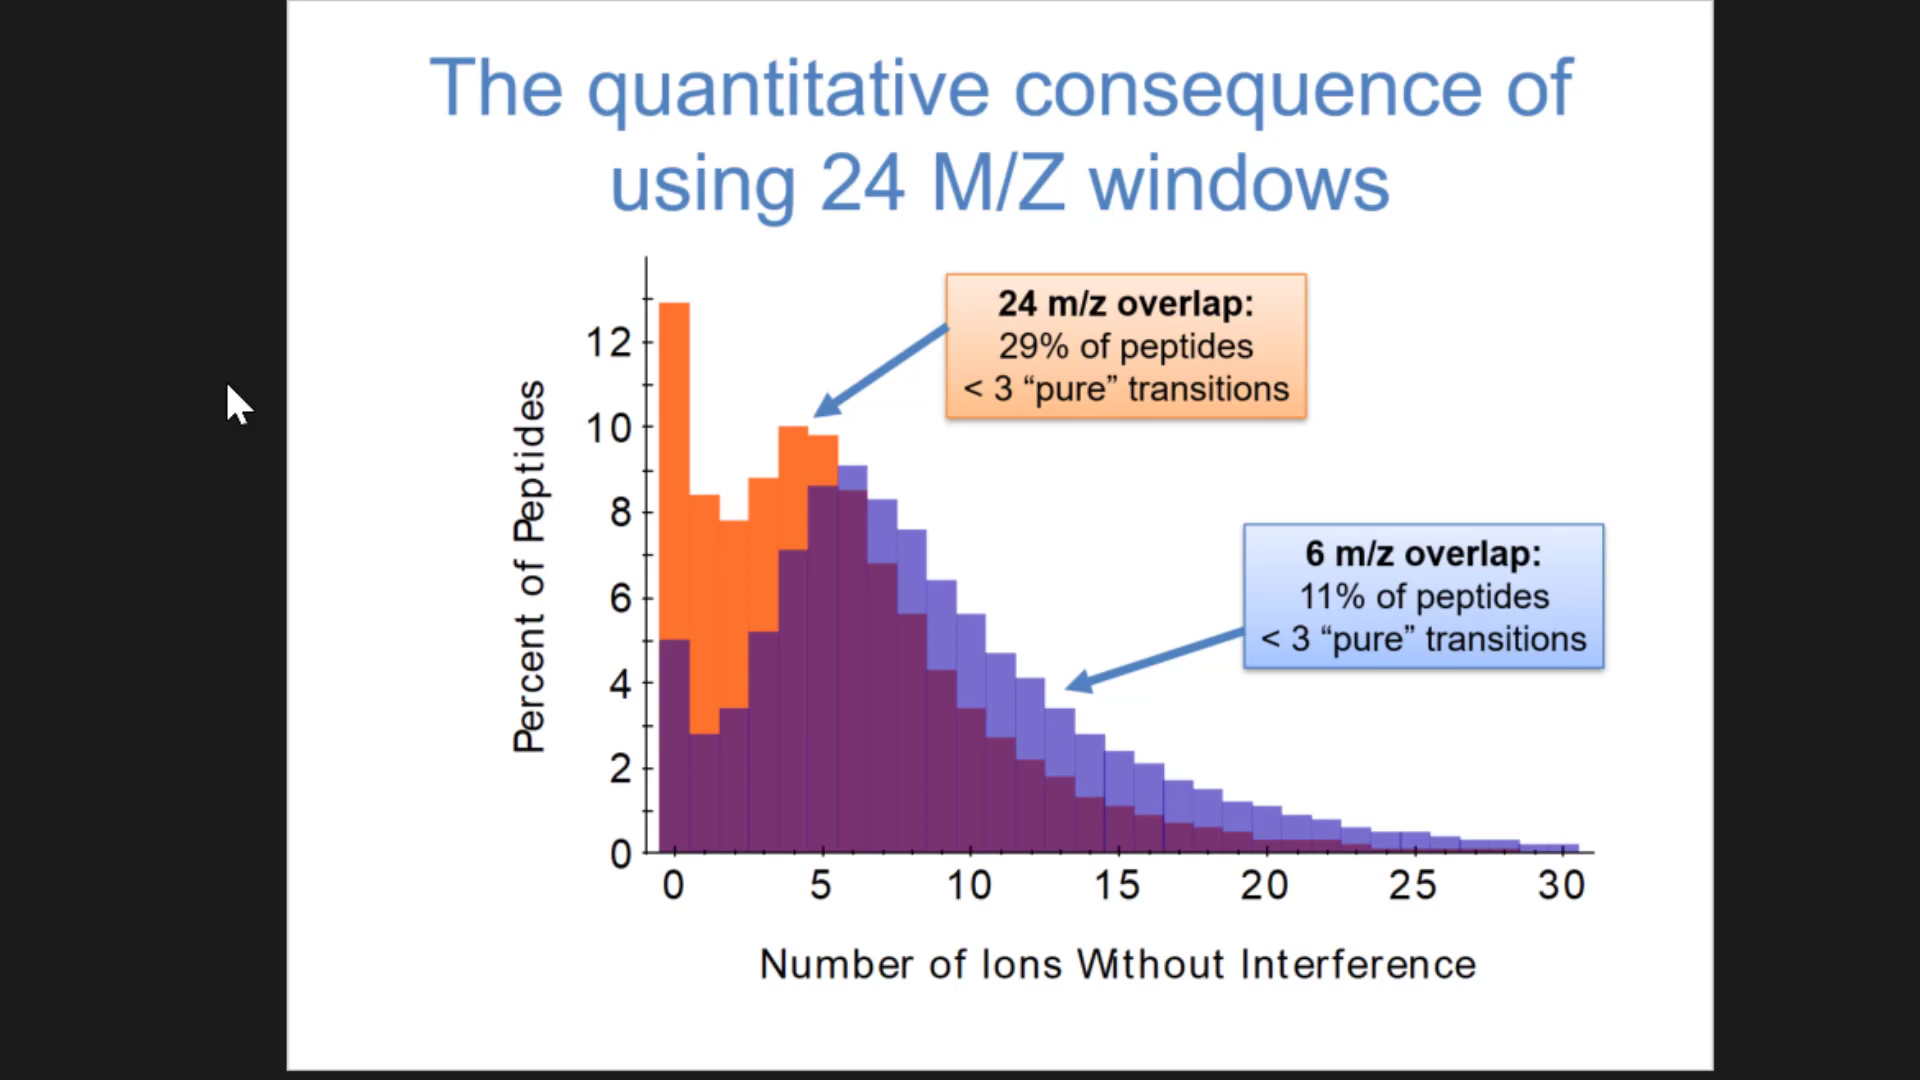 The quantitative consequence of
using 24 M/Z windows
24 m/z overlap:
29% of peptides
< 3 “pure” transitions
6 m/z overlap:
11% of peptides
< 3 “pure” transitions
Percent of Peptides
12
10
8
6
4
2
0
0 5 10 15 20 25 30
Number of Ions Without Interference